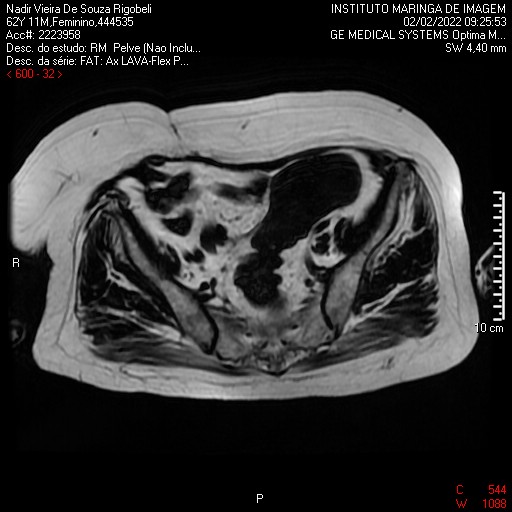 Nadir Vieira De Souza Rigobeli
62Y 11M,Feminino,444535
Acc#: 2223958
Desc. do estudo: RM Pelve (Nao Inclu...
Desc. da série: FAT: Ax LAVA-Flex P...
< 600 - 32 >
INSTITUTO MARINGA DE IMAGEM
02/02/2022 09:25:53
GE MEDICAL SYSTEMS Optima M...
SW 4,40 mm
R
10 cm
P
C 544
W 1088